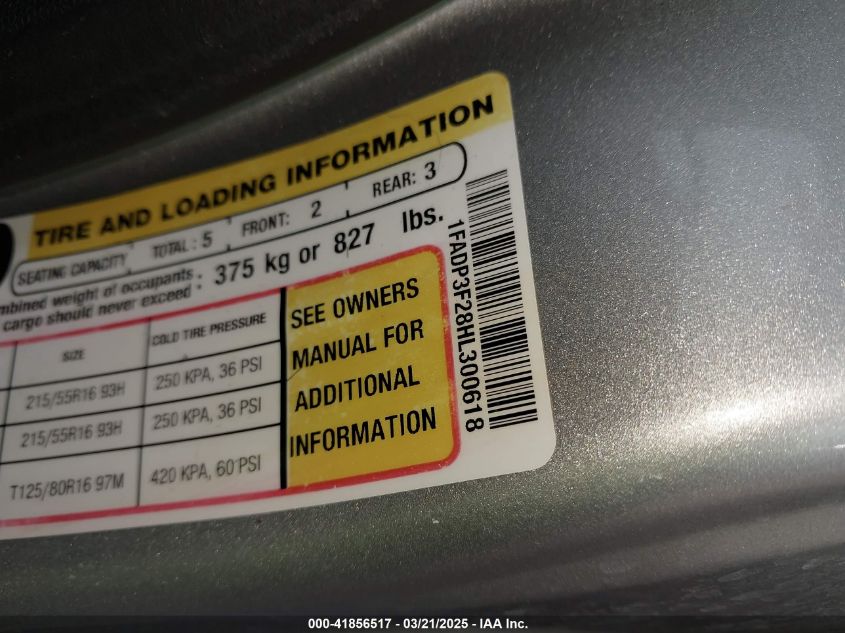 TIRE AND LOADING INFORMATION
SEATING CAPACITY TOTAL: 5 FRONT: 2 REAR: 3
mbined weight of occupants
cargo should never exceed : 375 kg or 827 lbs.
SIZE COLD TIRE PRESSURE
215/55R16 93H 250 KPA, 36 PSI
215/55R16 93H 250 KPA, 36 PSI
T125/80R16 97M 420 KPA, 60 PSI
SEE OWNERS
MANUAL FOR
ADDITIONAL
INFORMATION
1FADP3F28HL300618
000-41856517 - 03/21/2025 - IAA Inc.